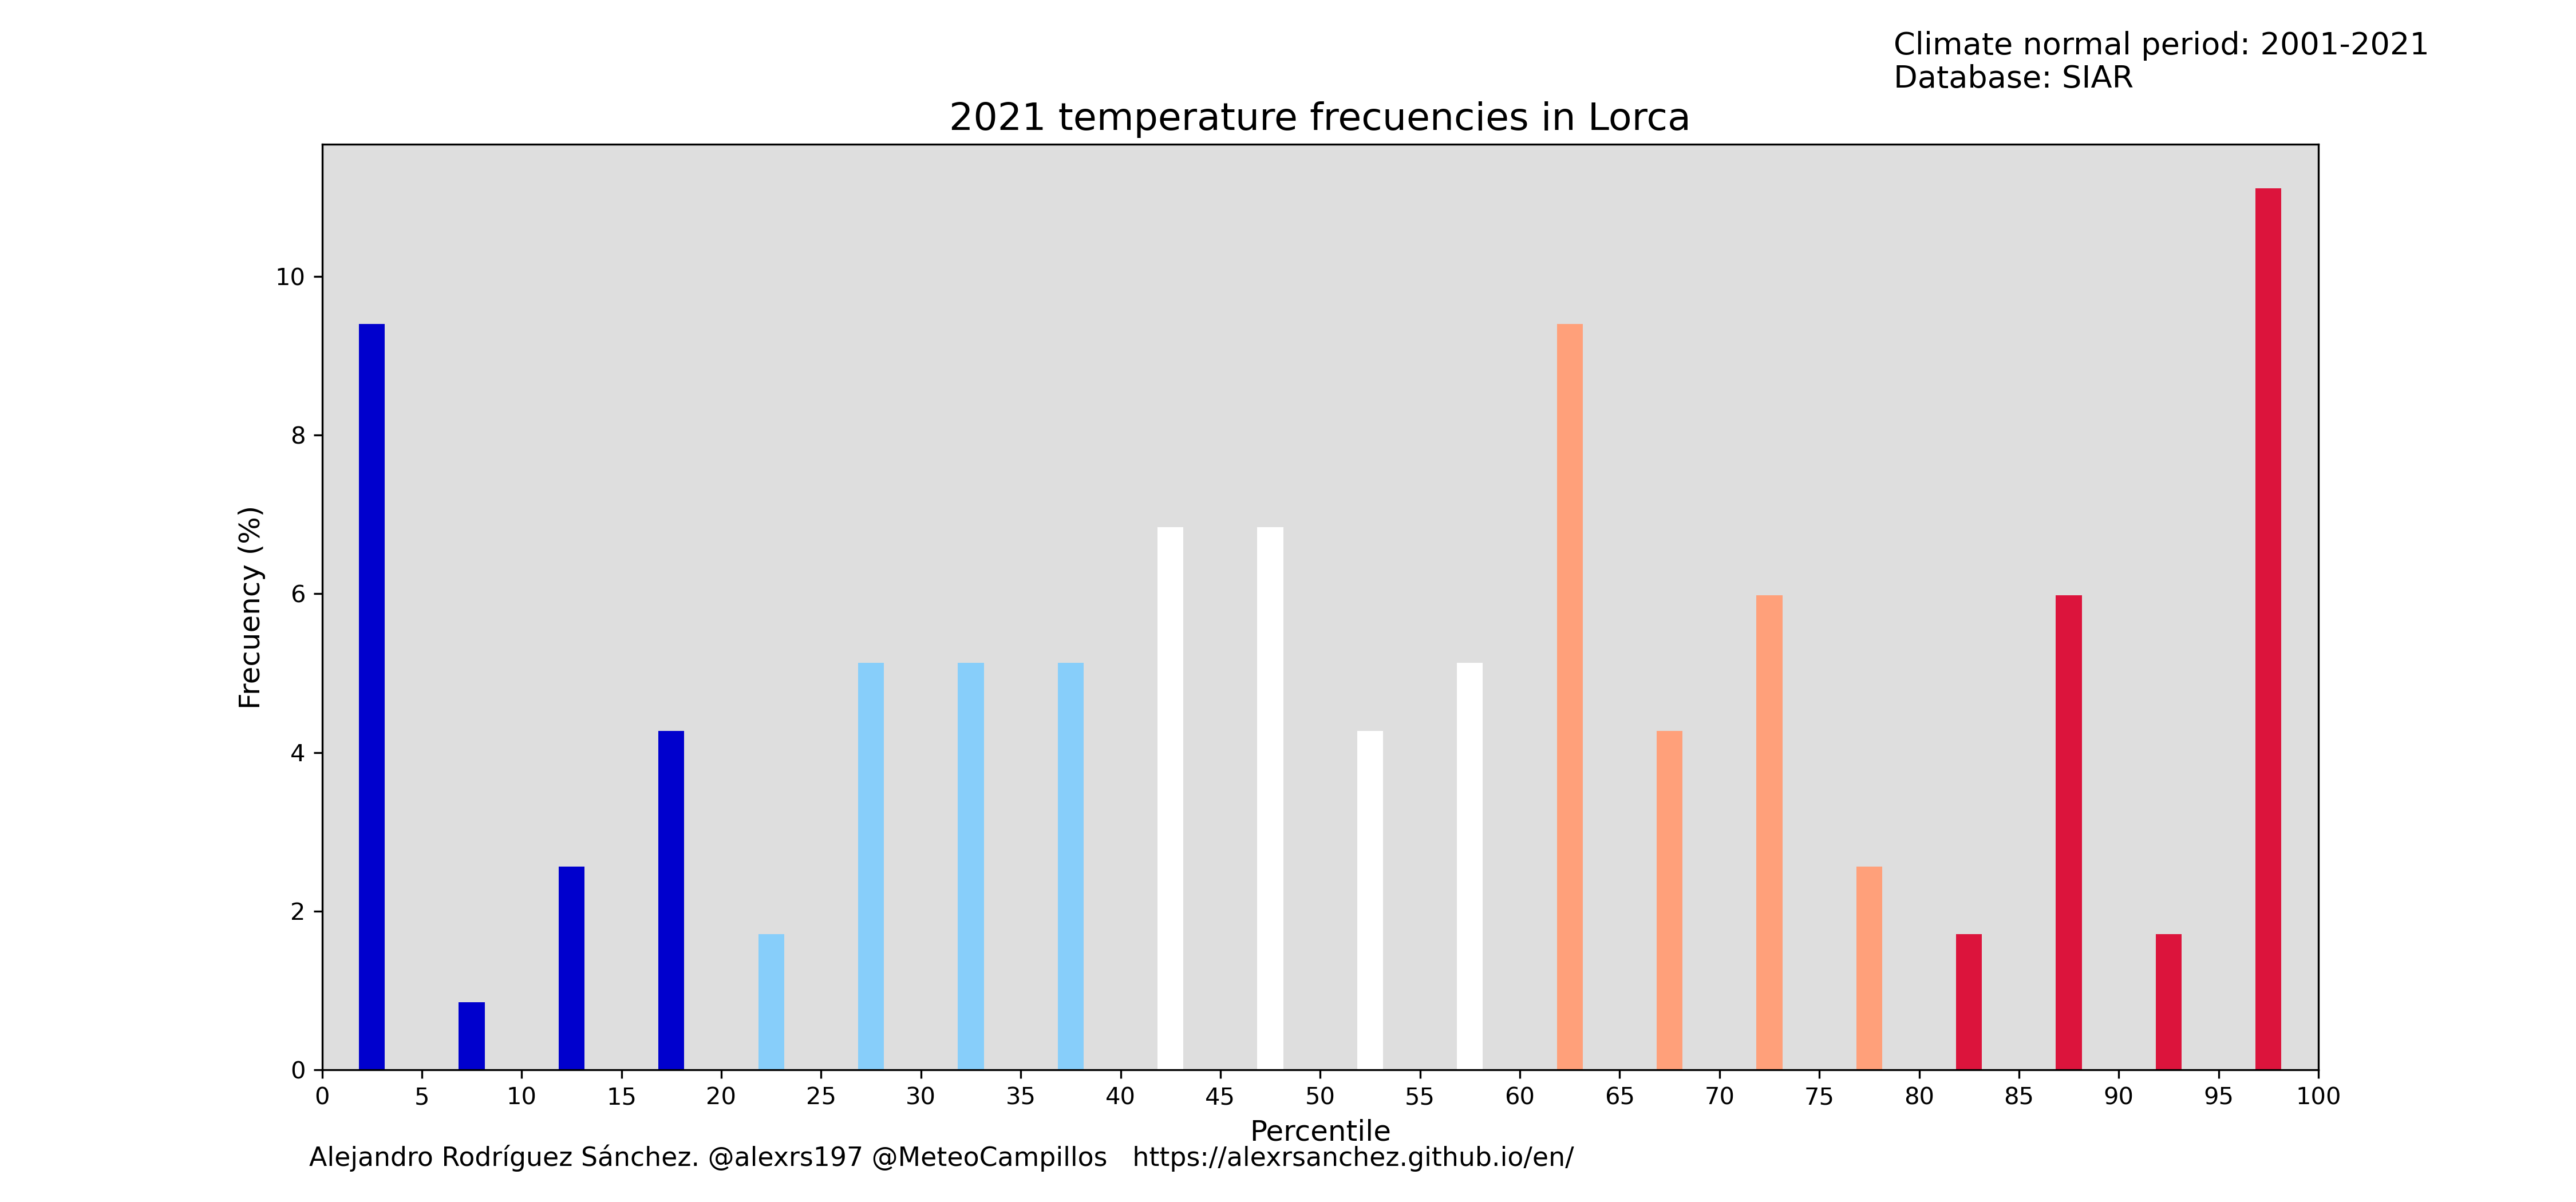 Climate normal period: 2001-2021
Database: SIAR
2021 temperature frecuencies in Lorca
Frecuency (%)
10
8
6
4
2
0
0 5 10 15 20 25 30 35 40 45 50 55 60 65 70 75 80 85 90 95 100
Percentile
Alejandro Rodríguez Sánchez. @alexrs197 @MeteoCampillos   https://alexrsanchez.github.io/en/